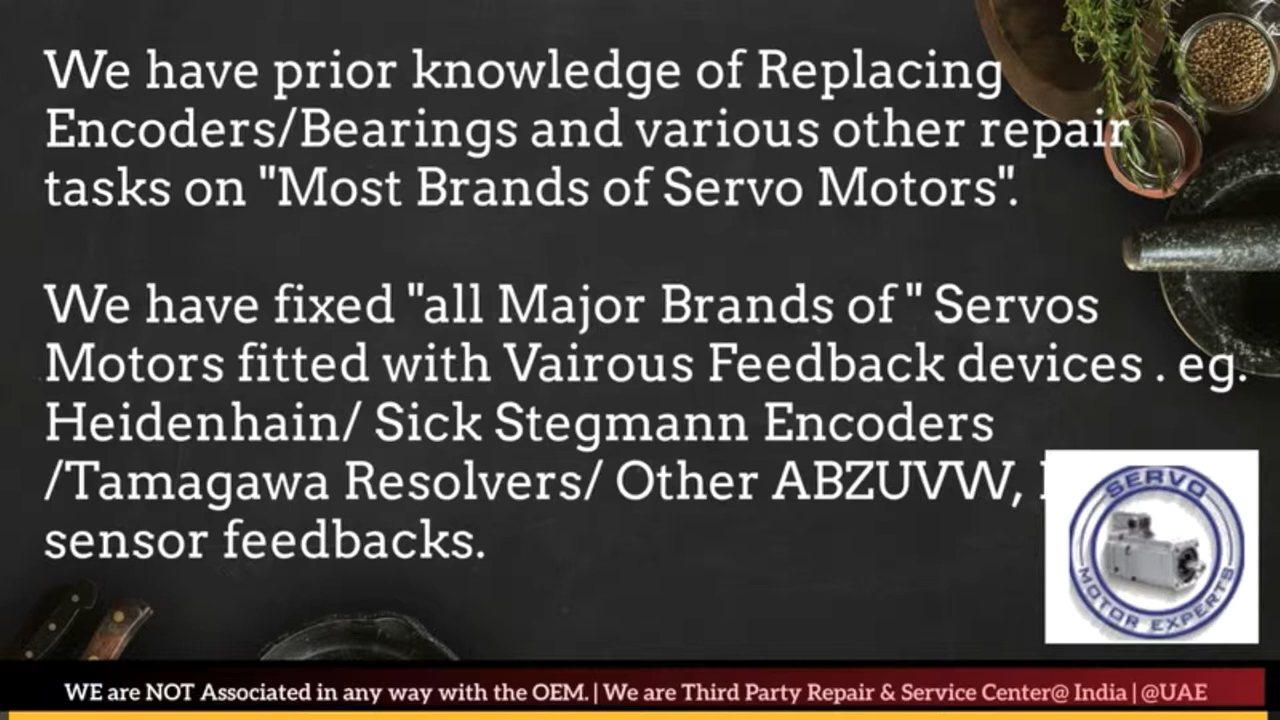 We have prior knowledge of Replacing
Encoders/Bearings and various other repair
tasks on "Most Brands of Servo Motors".
We have fixed "all Major Brands of " Servos
Motors fitted with Vairous Feedback devices . eg.
Heidenhain/ Sick Stegmann Encoders
/Tamagawa Resolvers/ Other ABZUVW,
sensor feedbacks.
SERVO
MOTOR EXPERTS
WE are NOT Associated in any way with the OEM. | We are Third Party Repair & Service Center@ India | @UAE